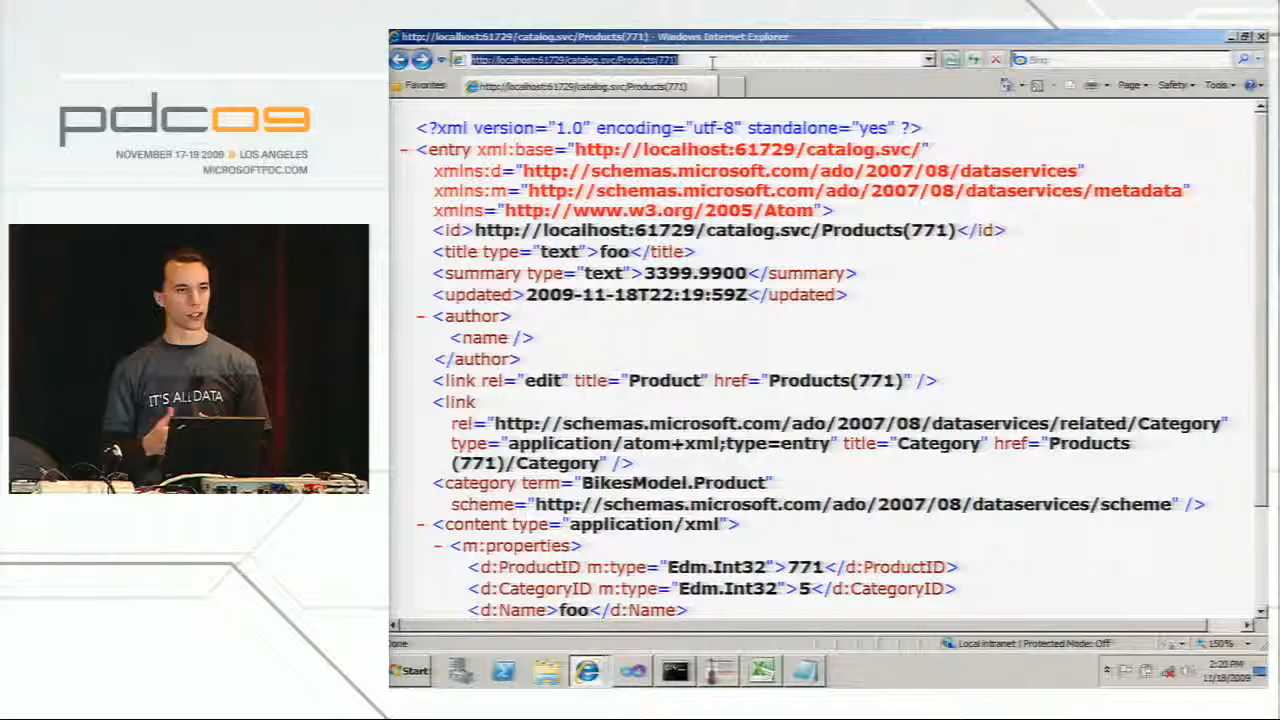 pdc09
NOVEMBER 17-19 2009 » LOS ANGELES
MICROSOFTPDC.COM
IT'S ALL DATA
http://localhost:61729/catalog.svc/Products(771) - Windows Internet Explorer
http://localhost:61729/catalog.svc/Products(771)
Bing
Favorites
http://localhost:61729/catalog.svc/Products(771)
Page
Safety
Tools
<?xml version="1.0" encoding="utf-8" standalone="yes" ?>
- <entry xml:base="http://localhost:61729/catalog.svc/"
xmlns:d="http://schemas.microsoft.com/ado/2007/08/dataservices"
xmlns:m="http://schemas.microsoft.com/ado/2007/08/dataservices/metadata"
xmlns="http://www.w3.org/2005/Atom">
<id>http://localhost:61729/catalog.svc/Products(771)</id>
<title type="text">foo</title>
<summary type="text">3399.9900</summary>
<updated>2009-11-18T22:19:59Z</updated>
- <author>
<name />
</author>
<link rel="edit" title="Product" href="Products(771)" />
<link
rel="http://schemas.microsoft.com/ado/2007/08/dataservices/related/Category"
type="application/atom+xml;type=entry" title="Category" href="Products
(771)/Category" />
<category term="BikesModel.Product"
scheme="http://schemas.microsoft.com/ado/2007/08/dataservices/scheme" />
- <content type="application/xml">
- <m:properties>
<d:ProductID m:type="Edm.Int32">771</d:ProductID>
<d:CategoryID m:type="Edm.Int32">5</d:CategoryID>
<d:Name>foo</d:Name>
Done
Local intranet | Protected Mode: Off
150%
Start
2:20 PM
11/18/2009